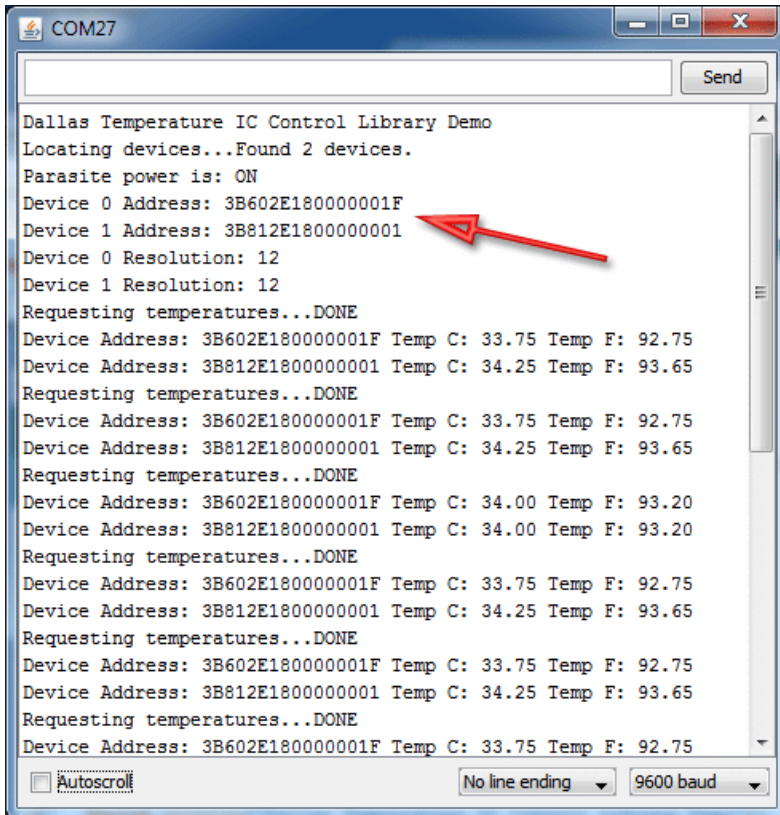 COM27
Send
Dallas Temperature IC Control Library Demo
Locating devices...Found 2 devices.
Parasite power is: ON
Device 0 Address: 3B602E180000001F
Device 1 Address: 3B812E1800000001
Device 0 Resolution: 12
Device 1 Resolution: 12
Requesting temperatures...DONE
Device Address: 3B602E180000001F Temp C: 33.75 Temp F: 92.75
Device Address: 3B812E1800000001 Temp C: 34.25 Temp F: 93.65
Requesting temperatures...DONE
Device Address: 3B602E180000001F Temp C: 33.75 Temp F: 92.75
Device Address: 3B812E1800000001 Temp C: 34.25 Temp F: 93.65
Requesting temperatures...DONE
Device Address: 3B602E180000001F Temp C: 34.00 Temp F: 93.20
Device Address: 3B812E1800000001 Temp C: 34.00 Temp F: 93.20
Requesting temperatures...DONE
Device Address: 3B602E180000001F Temp C: 33.75 Temp F: 92.75
Device Address: 3B812E1800000001 Temp C: 34.25 Temp F: 93.65
Requesting temperatures...DONE
Device Address: 3B602E180000001F Temp C: 33.75 Temp F: 92.75
Device Address: 3B812E1800000001 Temp C: 34.25 Temp F: 93.65
Requesting temperatures...DONE
Device Address: 3B602E180000001F Temp C: 33.75 Temp F: 92.75
Autoscroll No line ending 9600 baud